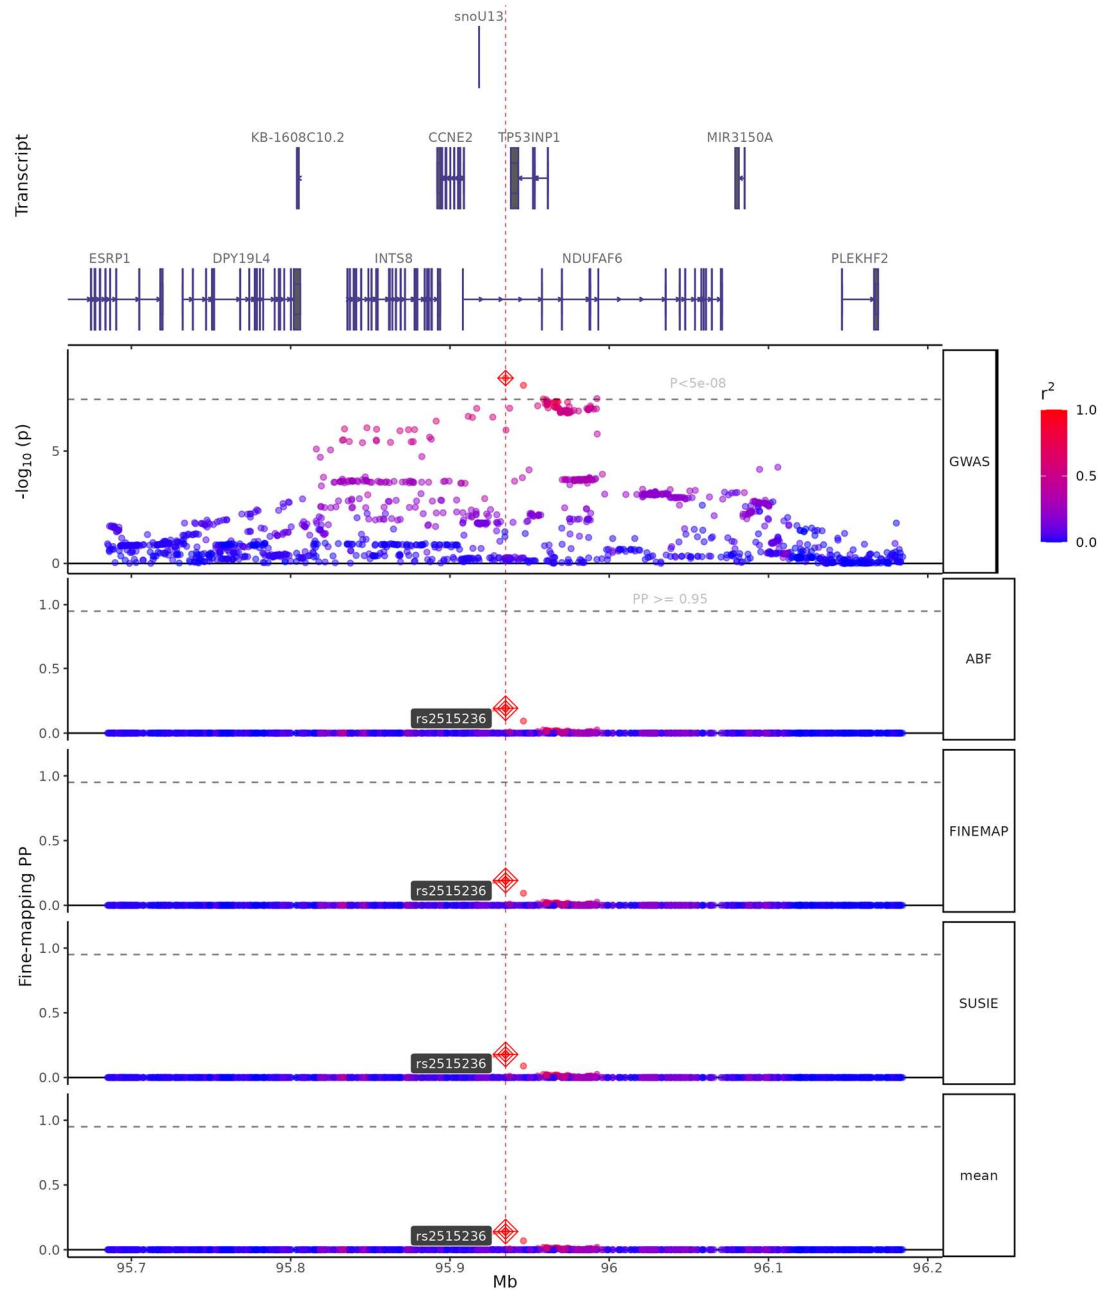 snoU13
KB-1608C10.2
CCNE2
TP53INP1
MIR3150A
Transcript
ESRP1
DPY19L4
INTS8
NDUFAF6
PLEKHF2
P<5e-08
-log10 (p)
5
0
GWAS
r2
1.0
0.5
0.0
PP >= 0.95
1.0
0.5
0.0
rs2515236
ABF
Fine-mapping PP
1.0
0.5
0.0
rs2515236
FINEMAP
1.0
0.5
0.0
rs2515236
SUSIE
1.0
0.5
0.0
rs2515236
mean
95.7
95.8
95.9
96
96.1
96.2
Mb